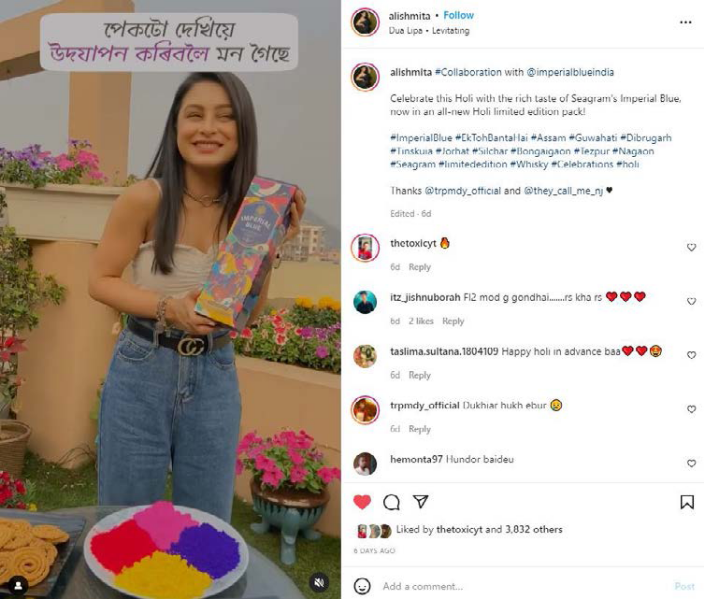 পেকটো দেখিয়ে
উদযাপন কৰিবলৈ মন গৈছে
IMPERIAL
BLUE
alishmita • Follow
Dua Lipa • Levitating
alishmita #Collaboration with @imperialblueindia
Celebrate this Holi with the rich taste of Seagram's Imperial Blue,
now in an all-new Holi limited edition pack!
#ImperialBlue #EkTohBantaHai #Assam #Guwahati #Dibrugarh
#Tinskuia #Jorhat #Silchar #Bongaigaon #Tezpur #Nagaon
#Seagram #limitededition #Whisky #Celebrations #holi
Thanks @trpmdy_official and @they_call_me_nj ♥
Edited · 6d
thetoxicyt 🔥
6d Reply
itz_jishnuborah Fl2 mod g gondhai.......rs kha rs ❤️❤️❤️
6d 2 likes Reply
taslima.sultana.1804109 Happy holi in advance baa❤️❤️😍
6d Reply
trpmdy_official Dukhiar hukh ebur 😥
6d Reply
hemonta97 Hundor baideu
Liked by thetoxicyt and 3,832 others
6 DAYS AGO
Add a comment...
Post